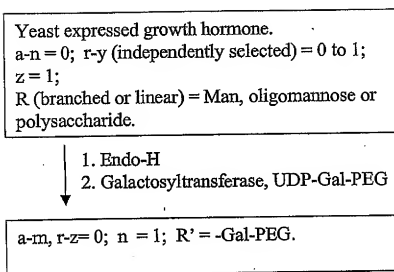 Yeast expressed growth hormone.
a-n = 0; r-y (independently selected) = 0 to 1;
z = 1;
R (branched or linear) = Man, oligomannose or
polysaccharide.
1. Endo-H
2. Galactosyltransferase, UDP-Gal-PEG
a-m, r-z= 0; n = 1; R' = -Gal-PEG.